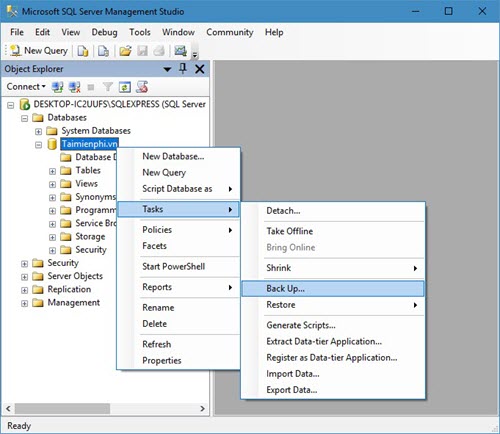 Microsoft SQL Server Management Studio
File Edit View Debug Tools Window Community Help
New Query
Object Explorer
Connect
DESKTOP-IC2UUFS\SQLEXPRESS (SQL Server
Databases
System Databases
Taimienphi.vn
Database D
Tables
Views
Synonyms
Programm
Service Bro
Storage
Security
Security
Server Objects
Replication
Management
New Database...
New Query
Script Database as
Tasks
Policies
Facets
Start PowerShell
Reports
Rename
Delete
Refresh
Properties
Detach...
Take Offline
Bring Online
Shrink
Back Up...
Restore
Generate Scripts...
Extract Data-tier Application...
Register as Data-tier Application...
Import Data...
Export Data...
Ready